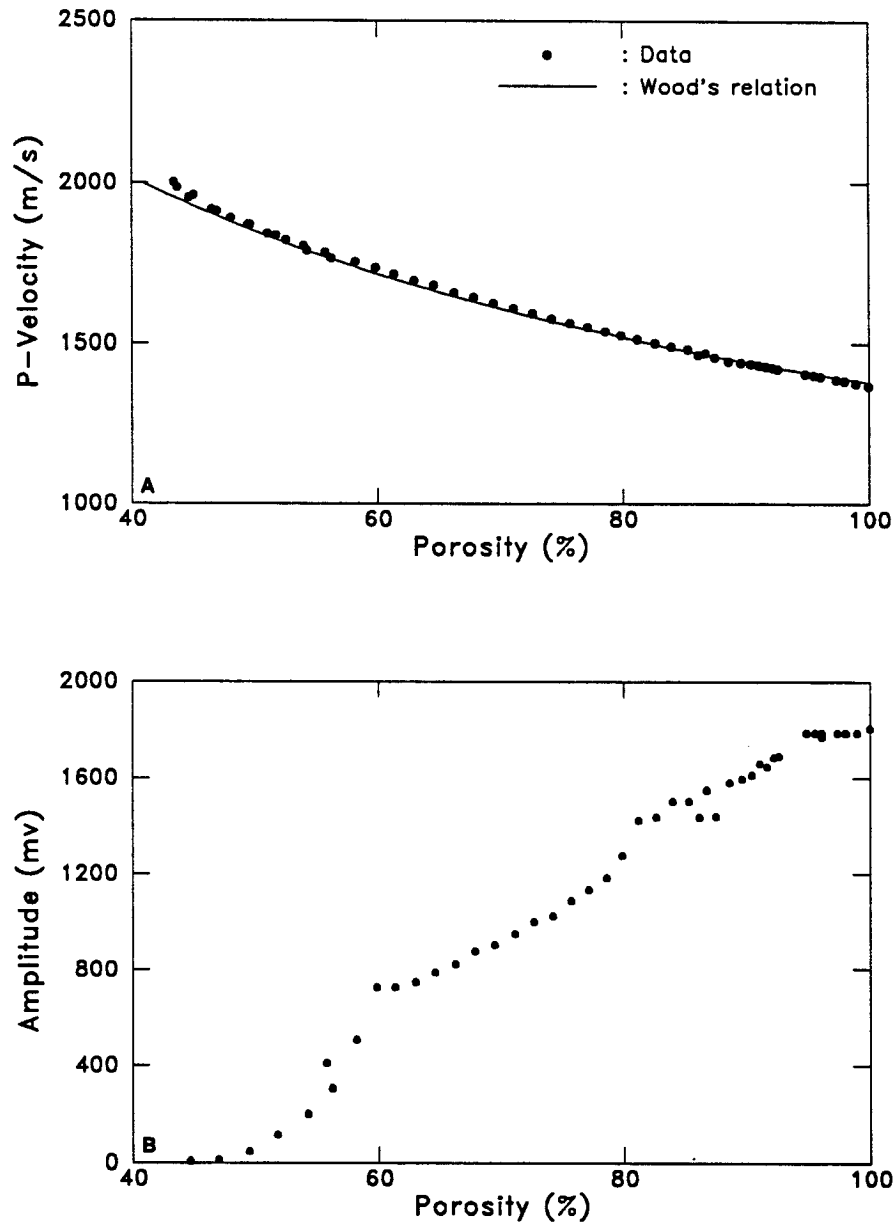 2500
: Data
: Wood's relation
2000
1500
1000
P-Velocity (m/s)
A
40
60
80
100
Porosity (%)
2000
1600
1200
800
400
0
Amplitude (mv)
B
40
60
80
100
Porosity (%)